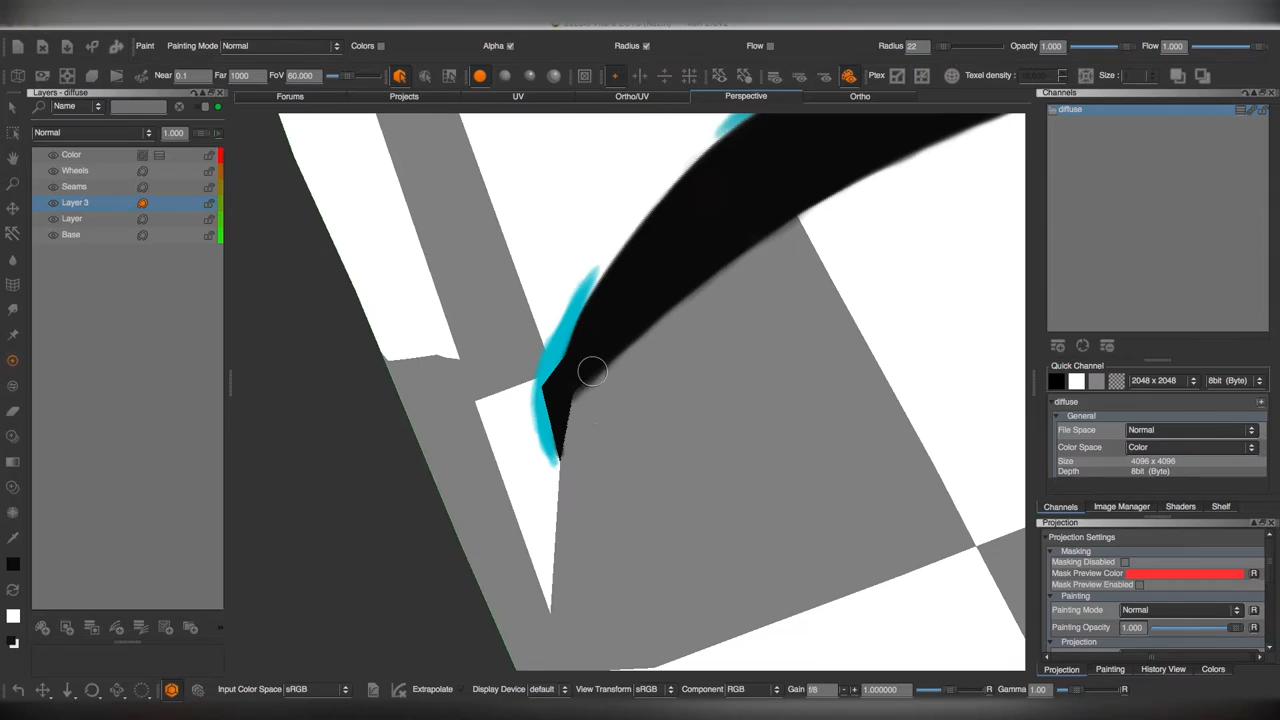 Paint Painting Mode Normal Colors Alpha Radius Flow Radius 22 Opacity 1.000 Flow 1.000
Near 0.1 Far 1000 FoV 60.000 Ptex Texel density : Size :
Layers - diffuse
Name
Normal 1.000
Color
Wheels
Seams
Layer 3
Layer
Base
Forums Projects UV Ortho/UV Perspective Ortho
Channels
diffuse
Quick Channel
2048 x 2048 8bit (Byte)
diffuse
General
File Space Normal
Color Space Color
Size 4096 x 4096
Depth 8bit (Byte)
Channels Image Manager Shaders Shelf
Projection
Projection Settings
Masking
Masking Disabled
Mask Preview Color R
Mask Preview Enabled
Painting
Painting Mode Normal R
Painting Opacity 1.000 R
Projection
Projection Painting History View Colors
Input Color Space sRGB Extrapolate Display Device default View Transform sRGB Component RGB Gain f/8 - + 1.000000 R Gamma 1.00 R